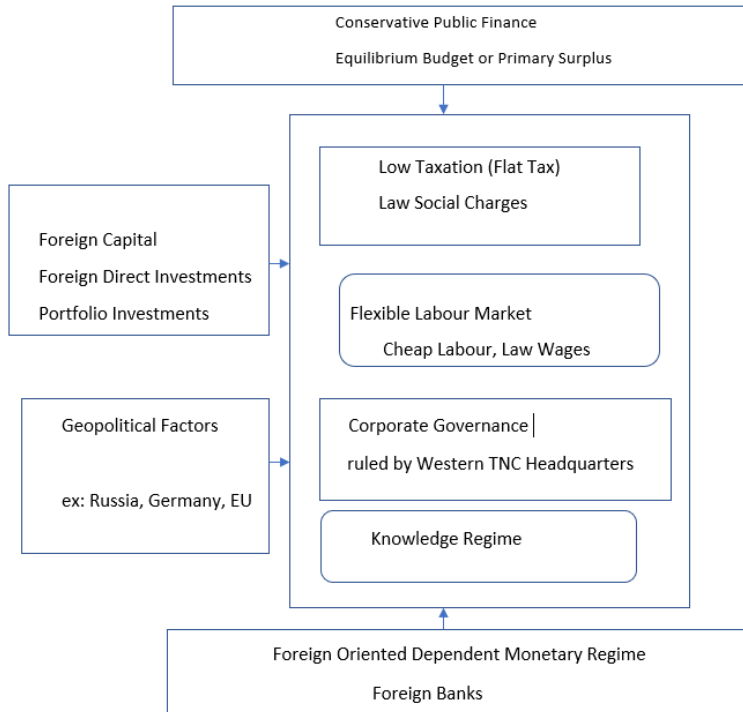 Conservative Public Finance
Equilibrium Budget or Primary Surplus
Low Taxation (Flat Tax)
Law Social Charges
Foreign Capital
Foreign Direct Investments
Portfolio Investments
Flexible Labour Market
Cheap Labour, Law Wages
Geopolitical Factors
ex: Russia, Germany, EU
Corporate Governance
ruled by Western TNC Headquarters
Knowledge Regime
Foreign Oriented Dependent Monetary Regime
Foreign Banks